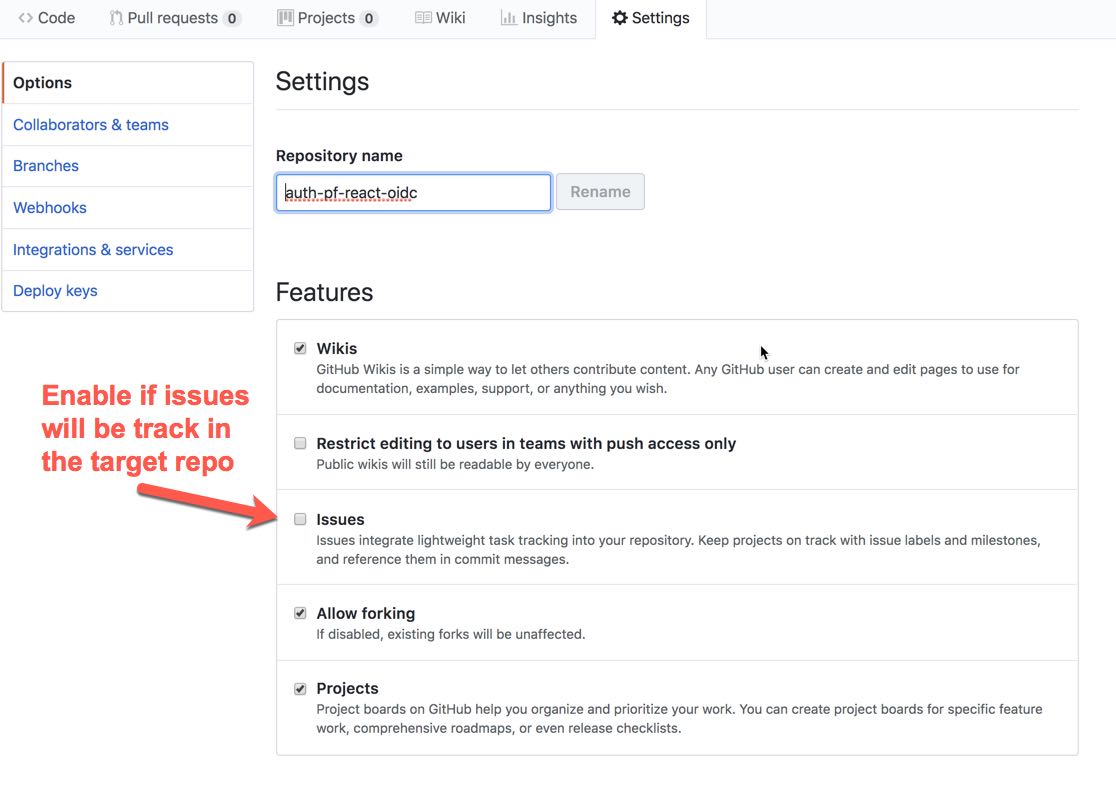 Code Pull requests 0 Projects 0 Wiki Insights Settings
Options
Collaborators & teams
Branches
Webhooks
Integrations & services
Deploy keys
Settings
Repository name
auth-pf-react-oidc Rename
Features
Wikis
GitHub Wikis is a simple way to let others contribute content. Any GitHub user can create and edit pages to use for
documentation, examples, support, or anything you wish.
Restrict editing to users in teams with push access only
Public wikis will still be readable by everyone.
Enable if issues
will be track in
the target repo
Issues
Issues integrate lightweight task tracking into your repository. Keep projects on track with issue labels and milestones,
and reference them in commit messages.
Allow forking
If disabled, existing forks will be unaffected.
Projects
Project boards on GitHub help you organize and prioritize your work. You can create project boards for specific feature
work, comprehensive roadmaps, or even release checklists.